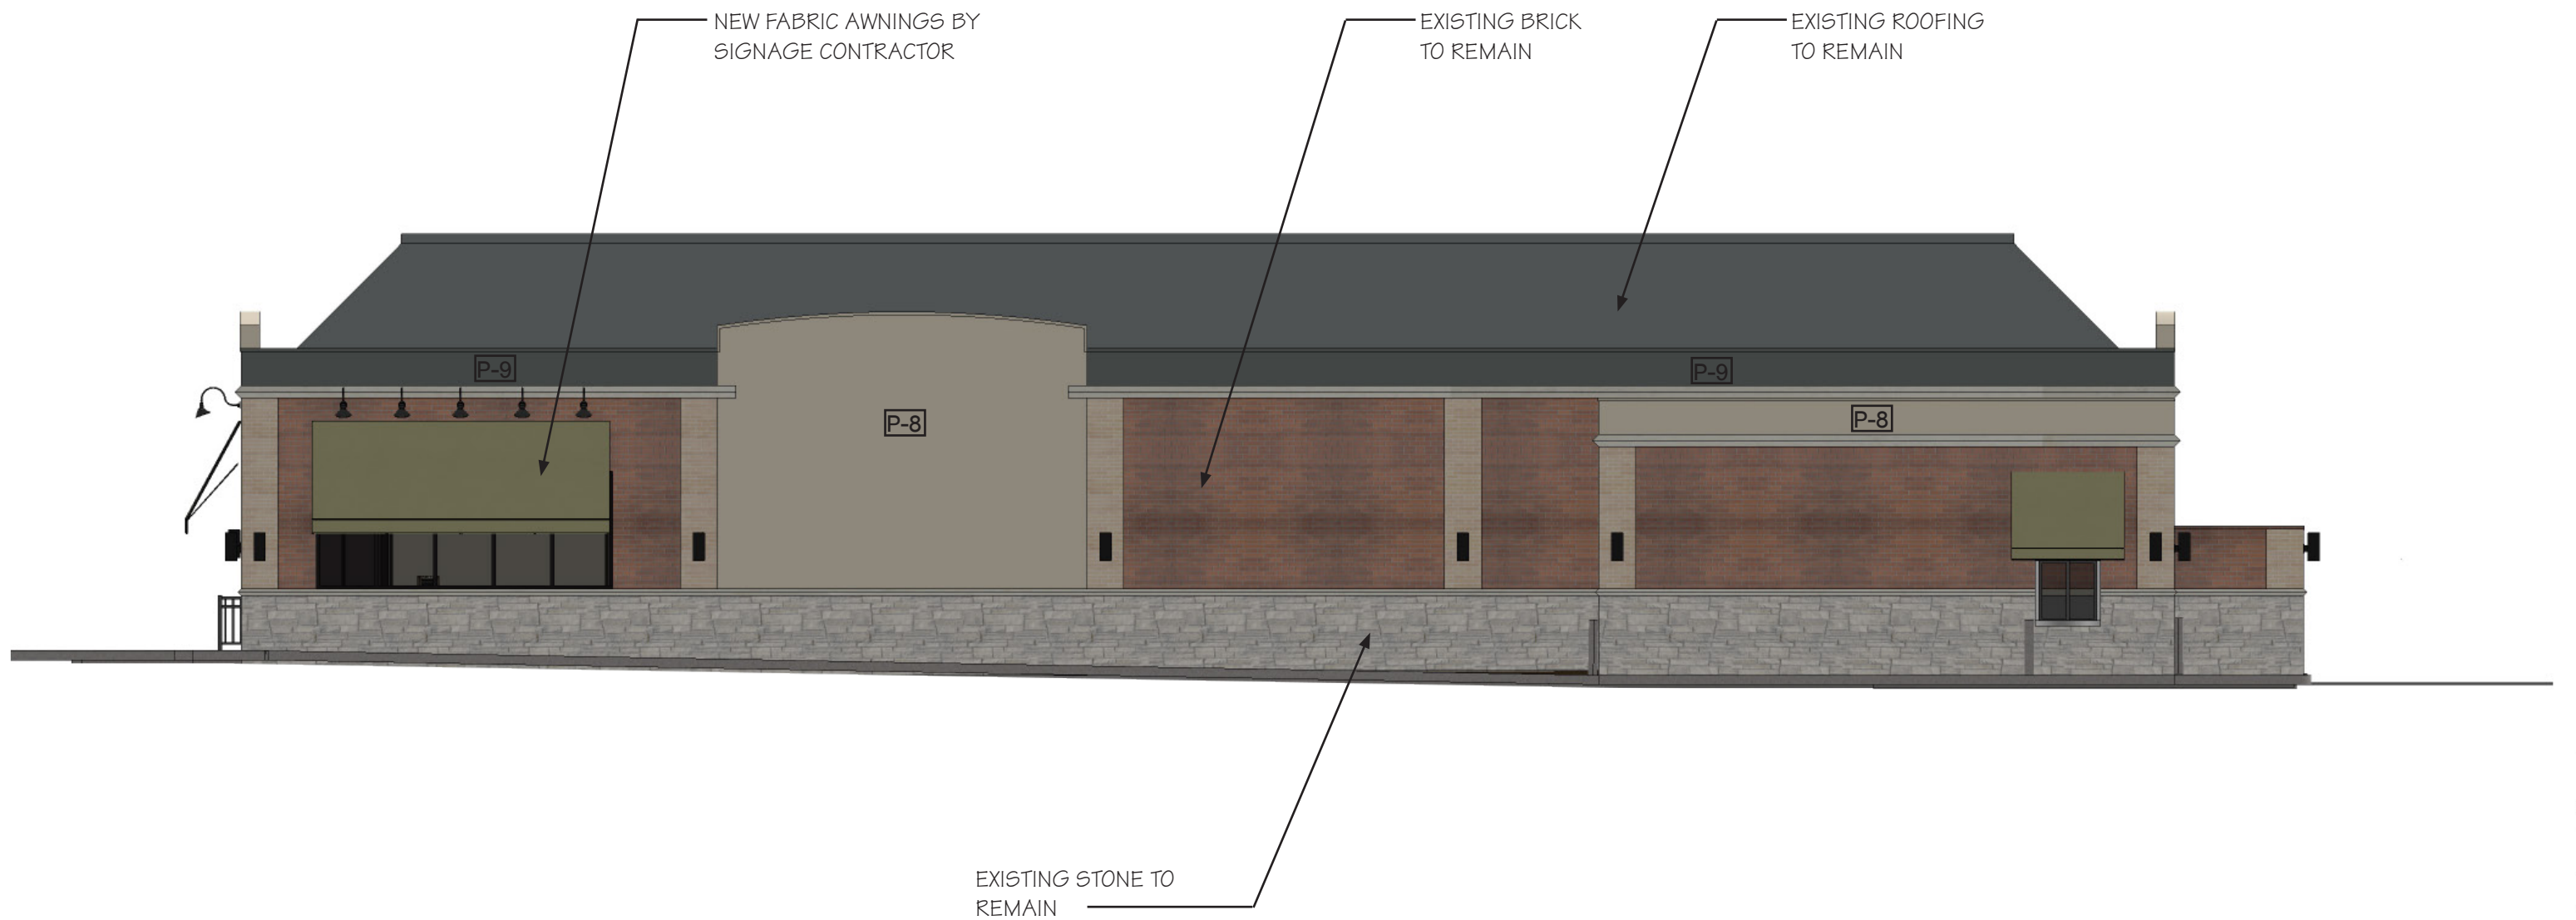 NEW FABRIC AWNINGS BY
SIGNAGE CONTRACTOR
EXISTING BRICK
TO REMAIN
EXISTING ROOFING
TO REMAIN
P-9
P-9
P-8
P-8
EXISTING STONE TO
REMAIN